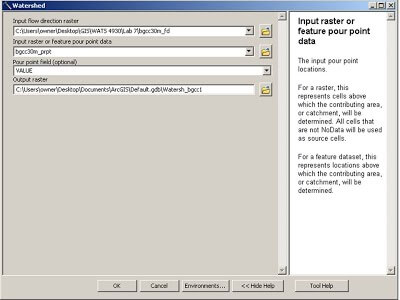 Watershed
Input flow direction raster
C:\Users\owner\Desktop\GIS\WATS 4930\Lab 7\bgcc30m_fd
Input raster or feature pour point data
bgcc30m_prpt
Pour point field (optional)
VALUE
Output raster
C:\Users\owner\Desktop\Documents\ArcGIS\Default.gdb\Watersh_bgcc1
OK
Cancel
Environments...
<< Hide Help
Input raster or
feature pour point
data
The input pour point
locations.
For a raster, this
represents cells above
which the contributing area,
or catchment, will be
determined. All cells that
are not NoData will be used
as source cells.
For a feature dataset, this
represents locations above
which the contributing area,
or catchment, will be
determined.
Tool Help